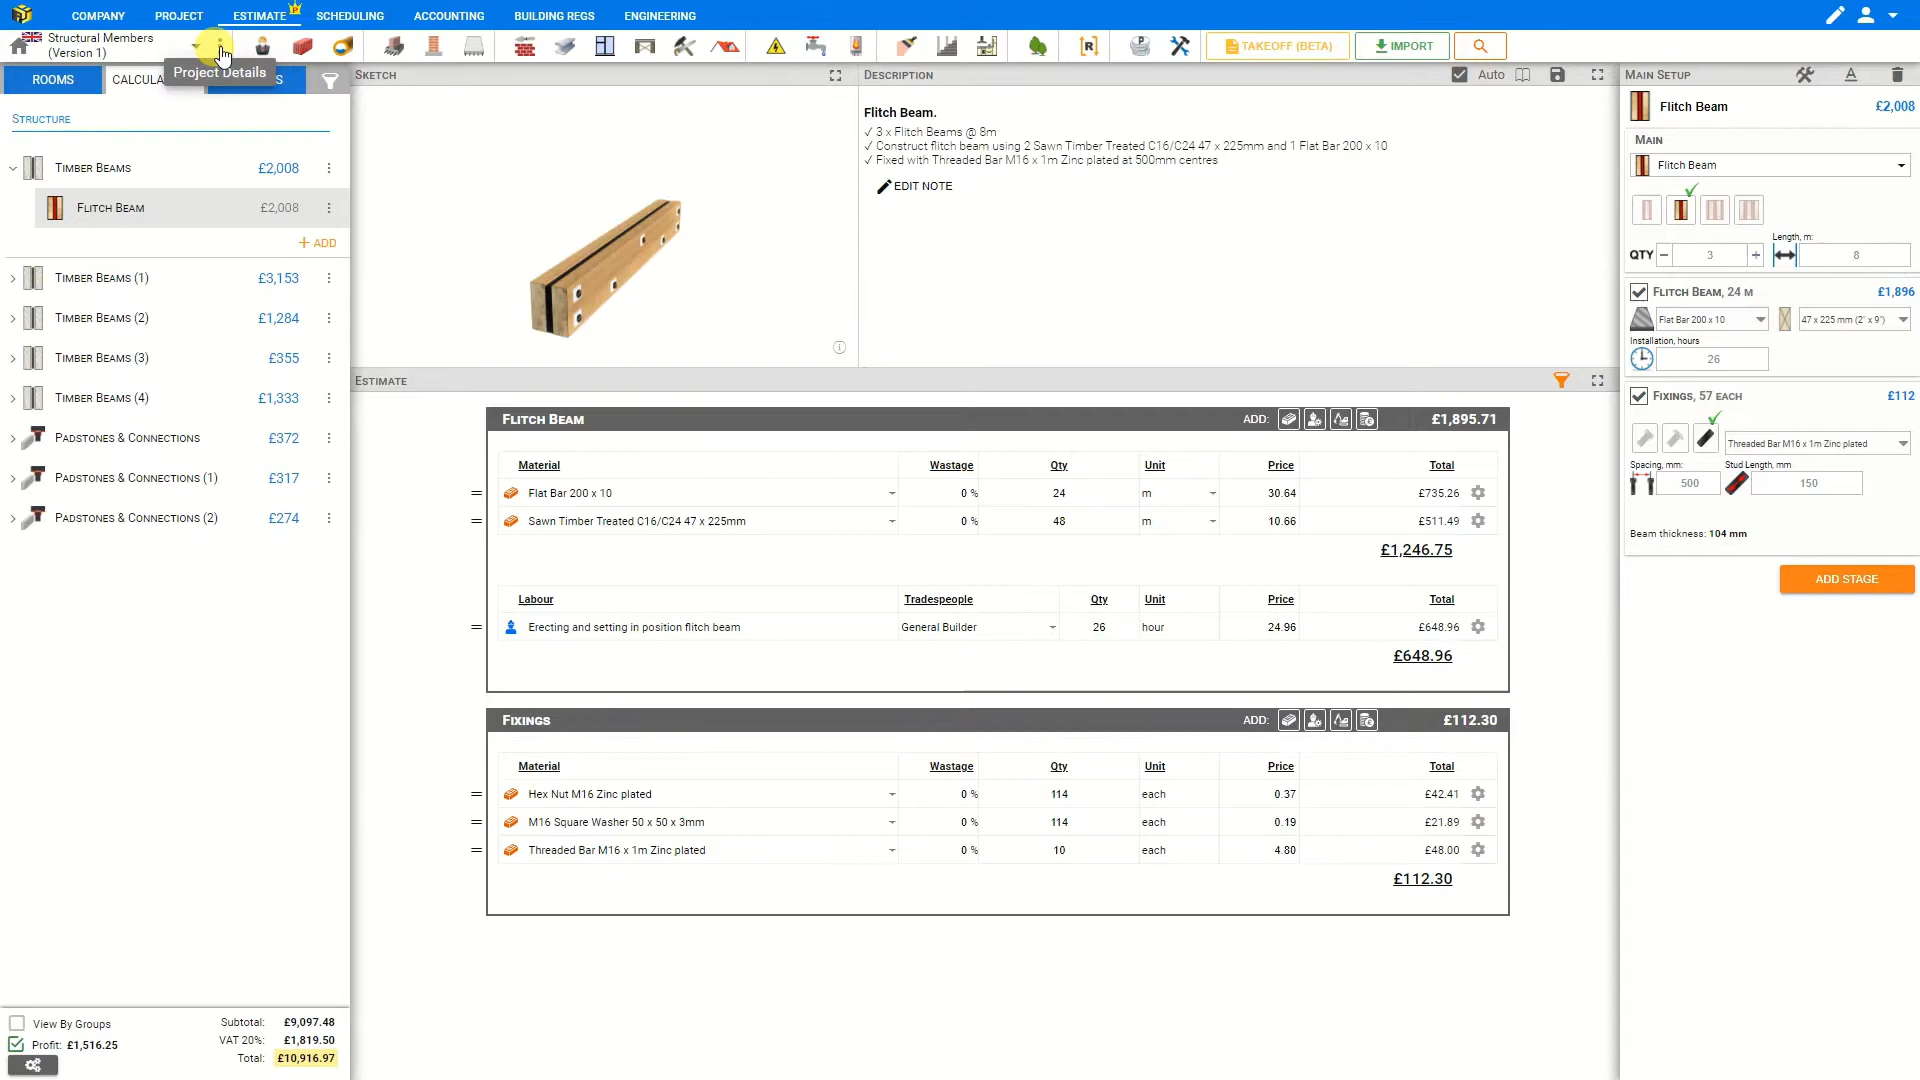 COMPANY PROJECT ESTIMATE SCHEDULING ACCOUNTING BUILDING REGS ENGINEERING
Structural Members
(Version 1)
TAKEOFF (BETA) IMPORT
Project Details
ROOMS CALCULA S
STRUCTURE
TIMBER BEAMS £2,008
FLITCH BEAM £2,008
+ ADD
TIMBER BEAMS (1) £3,153
TIMBER BEAMS (2) £1,284
TIMBER BEAMS (3) £355
TIMBER BEAMS (4) £1,333
PADSTONES & CONNECTIONS £372
PADSTONES & CONNECTIONS (1) £317
PADSTONES & CONNECTIONS (2) £274
View By Groups
Profit: £1,516.25
Subtotal: £9,097.48
VAT 20%: £1,819.50
Total: £10,916.97
SKETCH
DESCRIPTION Auto
Flitch Beam.
✓ 3 x Flitch Beams @ 8m
✓ Construct flitch beam using 2 Sawn Timber Treated C16/C24 47 x 225mm and 1 Flat Bar 200 x 10
✓ Fixed with Threaded Bar M16 x 1m Zinc plated at 500mm centres
EDIT NOTE
ESTIMATE
FLITCH BEAM ADD: £1,895.71
Material Wastage Qty Unit Price Total
= Flat Bar 200 x 10 0 % 24 m 30.64 £735.26
= Sawn Timber Treated C16/C24 47 x 225mm 0 % 48 m 10.66 £511.49
£1,246.75
Labour Tradespeople Qty Unit Price Total
= Erecting and setting in position flitch beam General Builder 26 hour 24.96 £648.96
£648.96
FIXINGS ADD: £112.30
Material Wastage Qty Unit Price Total
= Hex Nut M16 Zinc plated 0 % 114 each 0.37 £42.41
= M16 Square Washer 50 x 50 x 3mm 0 % 114 each 0.19 £21.89
= Threaded Bar M16 x 1m Zinc plated 0 % 10 each 4.80 £48.00
£112.30
MAIN SETUP
Flitch Beam £2,008
MAIN
Flitch Beam
Length, m:
QTY − 3 + 8
FLITCH BEAM, 24 M £1,896
Flat Bar 200 x 10 47 x 225 mm (2" x 9")
Installation, hours
26
FIXINGS, 57 EACH £112
Threaded Bar M16 x 1m Zinc plated
Spacing, mm: Stud Length, mm
500 150
Beam thickness: 104 mm
ADD STAGE